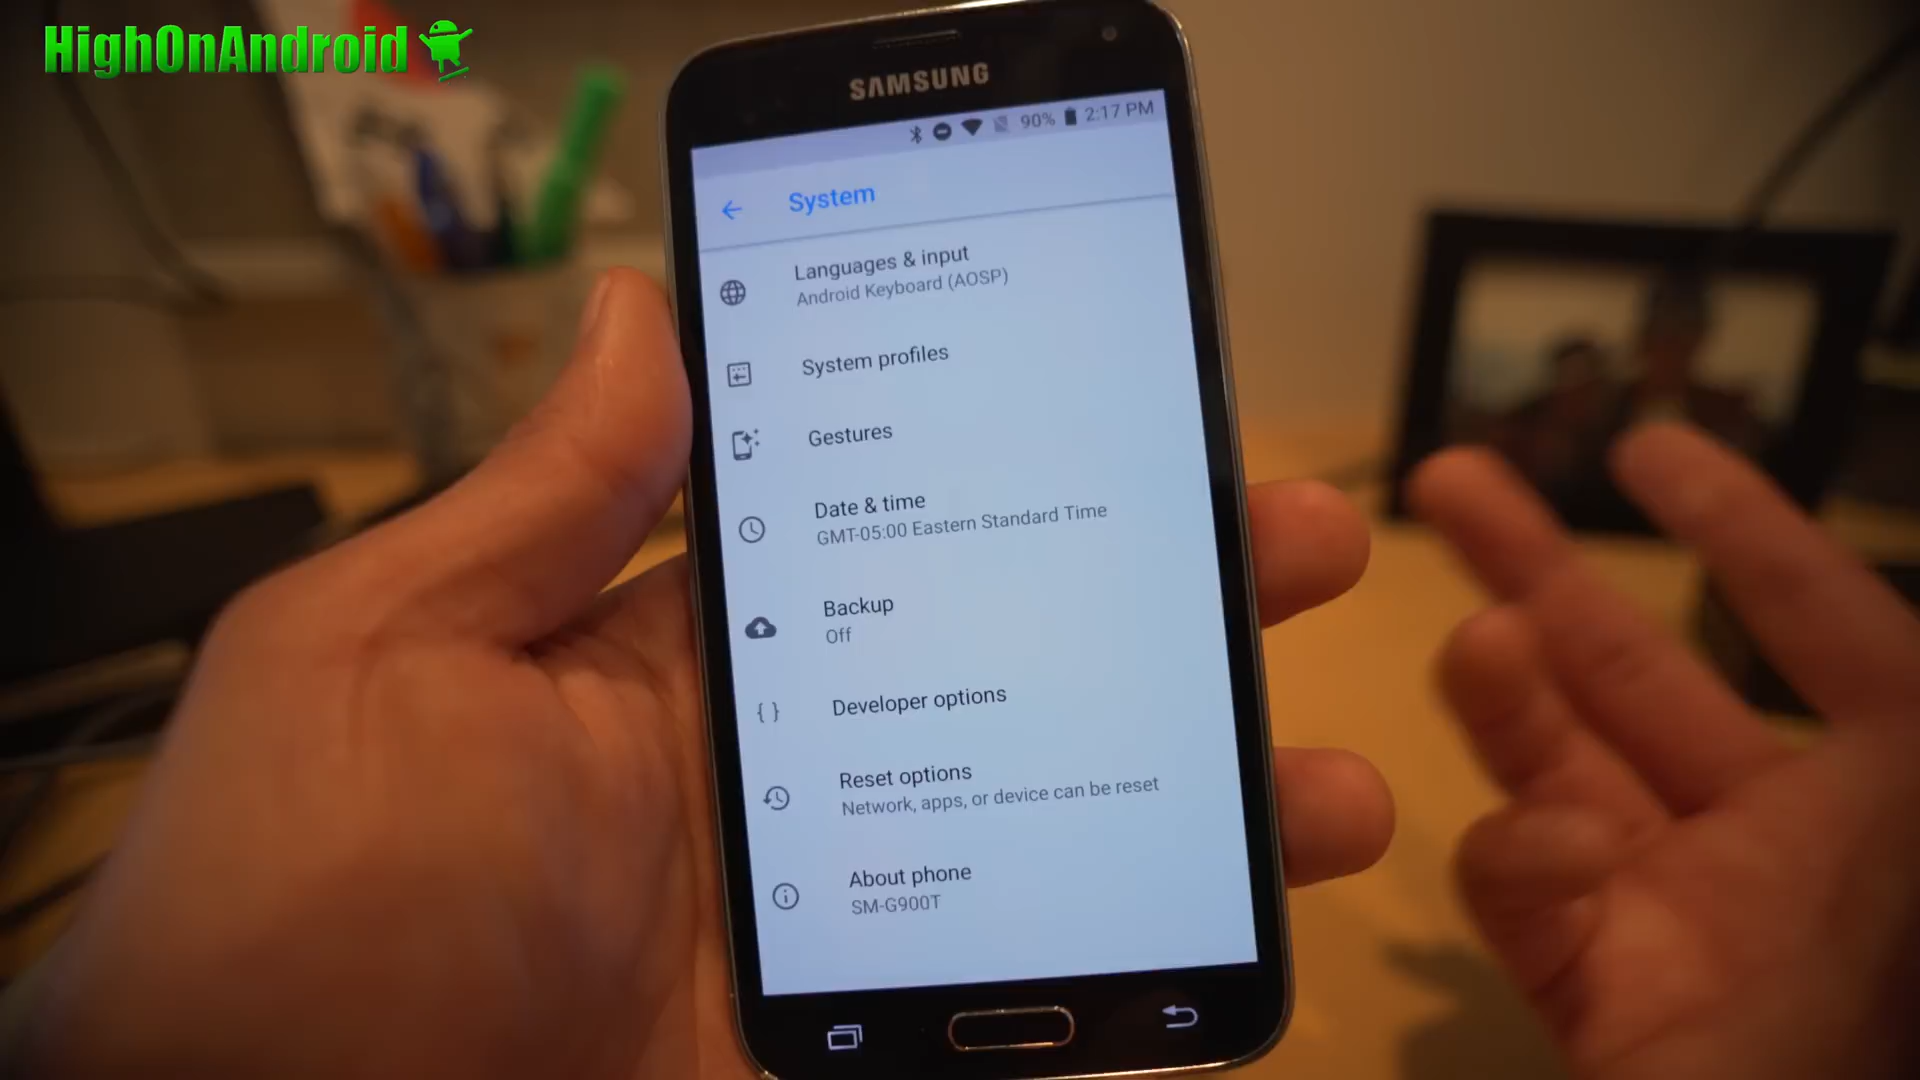 HighOnAndroid
SAMSUNG
90% 2:17 PM
System
Languages & input
Android Keyboard (AOSP)
System profiles
Gestures
Date & time
GMT-05:00 Eastern Standard Time
Backup
Off
{ } Developer options
Reset options
Network, apps, or device can be reset
About phone
SM-G900T